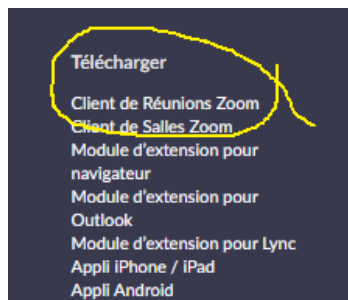 Télécharger
Client de Réunions Zoom
Client de Salles Zoom
Module d'extension pour
navigateur
Module d'extension pour
Outlook
Module d'extension pour Lync
Appli iPhone / iPad
Appli Android